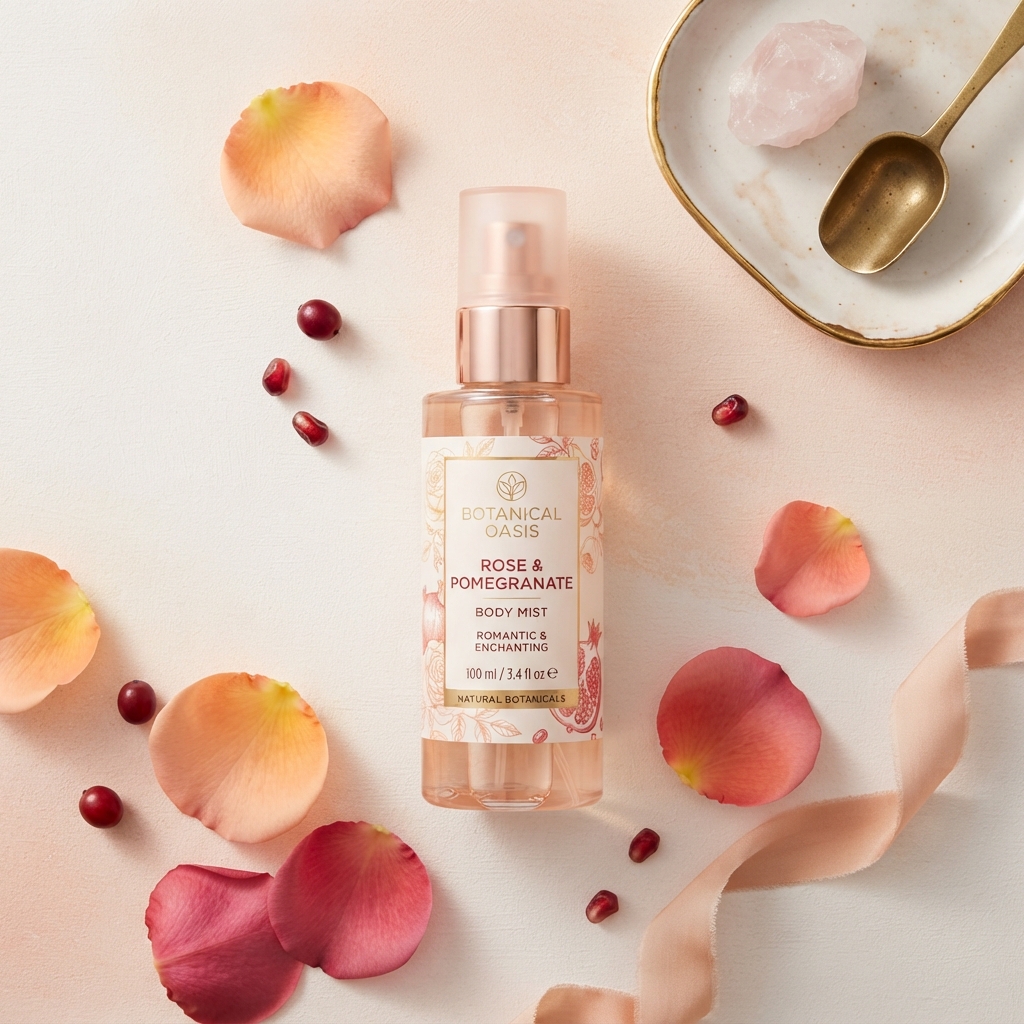 BOTANICAL
OASIS
ROSE &
POMEGRANATE
BODY MIST
ROMANTIC &
ENCHANTING
100 ml / 3.4 fl oz ℮
NATURAL BOTANICALS